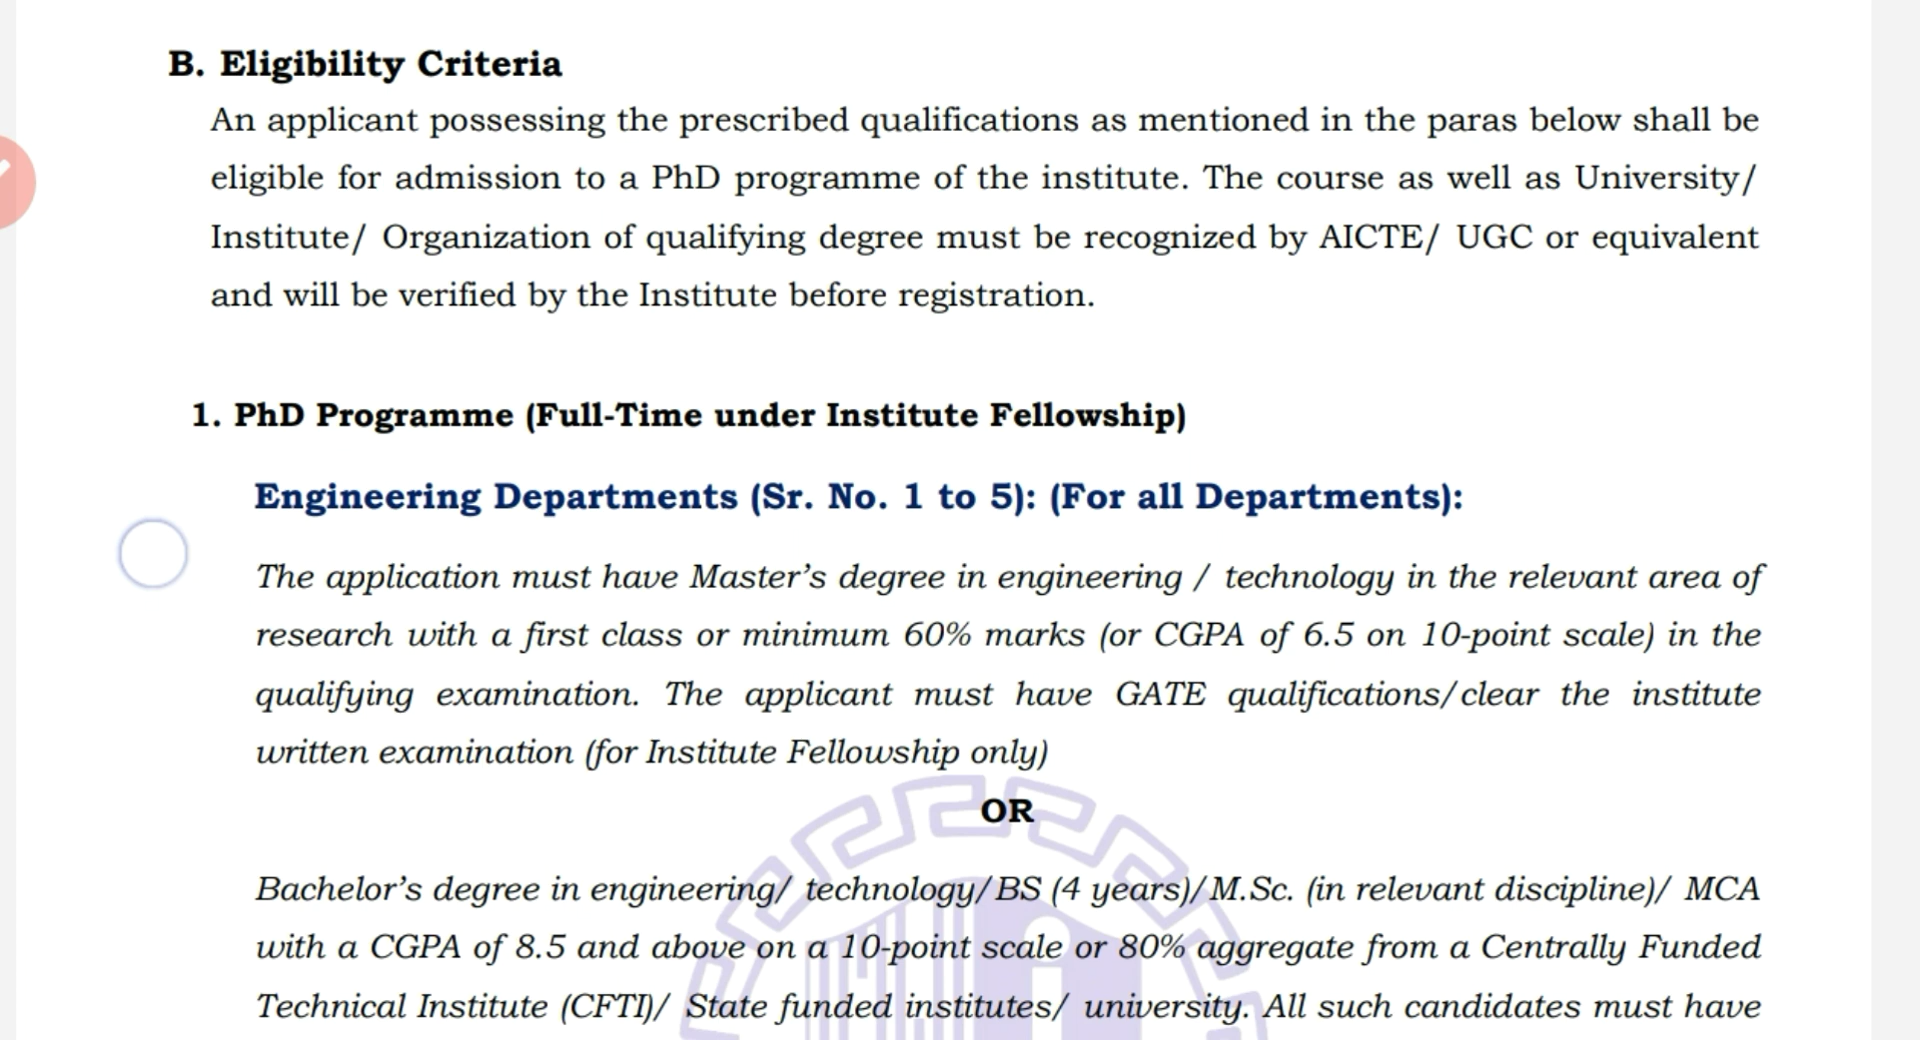 B. Eligibility Criteria
An applicant possessing the prescribed qualifications as mentioned in the paras below shall be
eligible for admission to a PhD programme of the institute. The course as well as University/
Institute/ Organization of qualifying degree must be recognized by AICTE/ UGC or equivalent
and will be verified by the Institute before registration.
1. PhD Programme (Full-Time under Institute Fellowship)
Engineering Departments (Sr. No. 1 to 5): (For all Departments):
The application must have Master’s degree in engineering / technology in the relevant area of
research with a first class or minimum 60% marks (or CGPA of 6.5 on 10-point scale) in the
qualifying examination. The applicant must have GATE qualifications/clear the institute
written examination (for Institute Fellowship only)
OR
Bachelor’s degree in engineering/ technology/BS (4 years)/M.Sc. (in relevant discipline)/ MCA
with a CGPA of 8.5 and above on a 10-point scale or 80% aggregate from a Centrally Funded
Technical Institute (CFTI)/ State funded institutes/ university. All such candidates must have